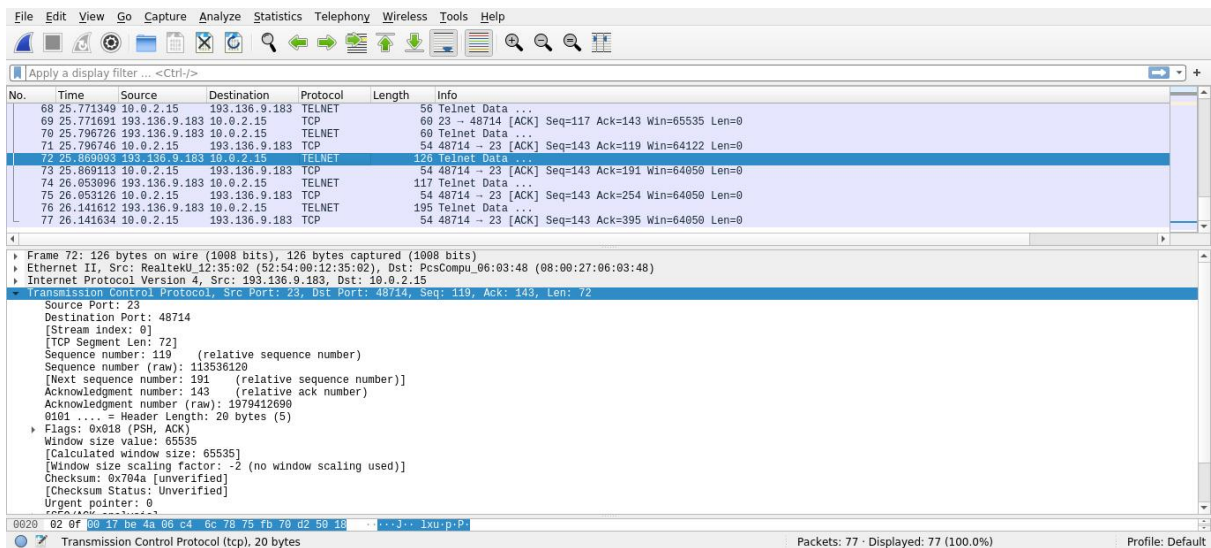 File Edit View Go Capture Analyze Statistics Telephony Wireless Tools Help
Apply a display filter ... <Ctrl-/>
No. Time Source Destination Protocol Length Info
68 25.771349 10.0.2.15 193.136.9.183 TELNET 56 Telnet Data ...
69 25.771691 193.136.9.183 10.0.2.15 TCP 60 23 → 48714 [ACK] Seq=117 Ack=143 Win=65535 Len=0
70 25.796726 193.136.9.183 10.0.2.15 TELNET 60 Telnet Data ...
71 25.796746 10.0.2.15 193.136.9.183 TCP 54 48714 → 23 [ACK] Seq=143 Ack=119 Win=64122 Len=0
72 25.869093 193.136.9.183 10.0.2.15 TELNET 126 Telnet Data ...
73 25.869113 10.0.2.15 193.136.9.183 TCP 54 48714 → 23 [ACK] Seq=143 Ack=191 Win=64050 Len=0
74 26.053096 193.136.9.183 10.0.2.15 TELNET 117 Telnet Data ...
75 26.053126 10.0.2.15 193.136.9.183 TCP 54 48714 → 23 [ACK] Seq=143 Ack=254 Win=64050 Len=0
76 26.141612 193.136.9.183 10.0.2.15 TELNET 195 Telnet Data ...
77 26.141634 10.0.2.15 193.136.9.183 TCP 54 48714 → 23 [ACK] Seq=143 Ack=395 Win=64050 Len=0
Frame 72: 126 bytes on wire (1008 bits), 126 bytes captured (1008 bits)
Ethernet II, Src: RealtekU_12:35:02 (52:54:00:12:35:02), Dst: PcsCompu_06:03:48 (08:00:27:06:03:48)
Internet Protocol Version 4, Src: 193.136.9.183, Dst: 10.0.2.15
Transmission Control Protocol, Src Port: 23, Dst Port: 48714, Seq: 119, Ack: 143, Len: 72
Source Port: 23
Destination Port: 48714
[Stream index: 0]
[TCP Segment Len: 72]
Sequence number: 119 (relative sequence number)
Sequence number (raw): 113536120
[Next sequence number: 191 (relative sequence number)]
Acknowledgment number: 143 (relative ack number)
Acknowledgment number (raw): 1979412690
0101 .... = Header Length: 20 bytes (5)
Flags: 0x018 (PSH, ACK)
Window size value: 65535
[Calculated window size: 65535]
[Window size scaling factor: -2 (no window scaling used)]
Checksum: 0x704a [unverified]
[Checksum Status: Unverified]
Urgent pointer: 0
0020 02 0f 00 17 be 4a 06 c4 6c 78 75 fb 70 d2 50 18 ·····J·· lxu·p·P·
Transmission Control Protocol (tcp), 20 bytes Packets: 77 · Displayed: 77 (100.0%) Profile: Default